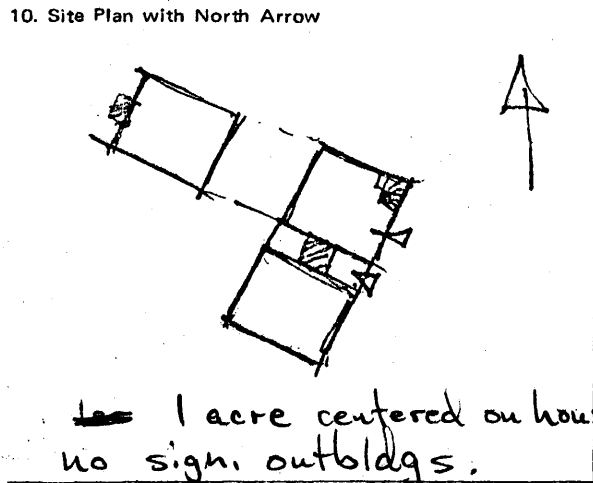 10. Site Plan with North Arrow
1 acre centered on hou
no sign. outbldgs.